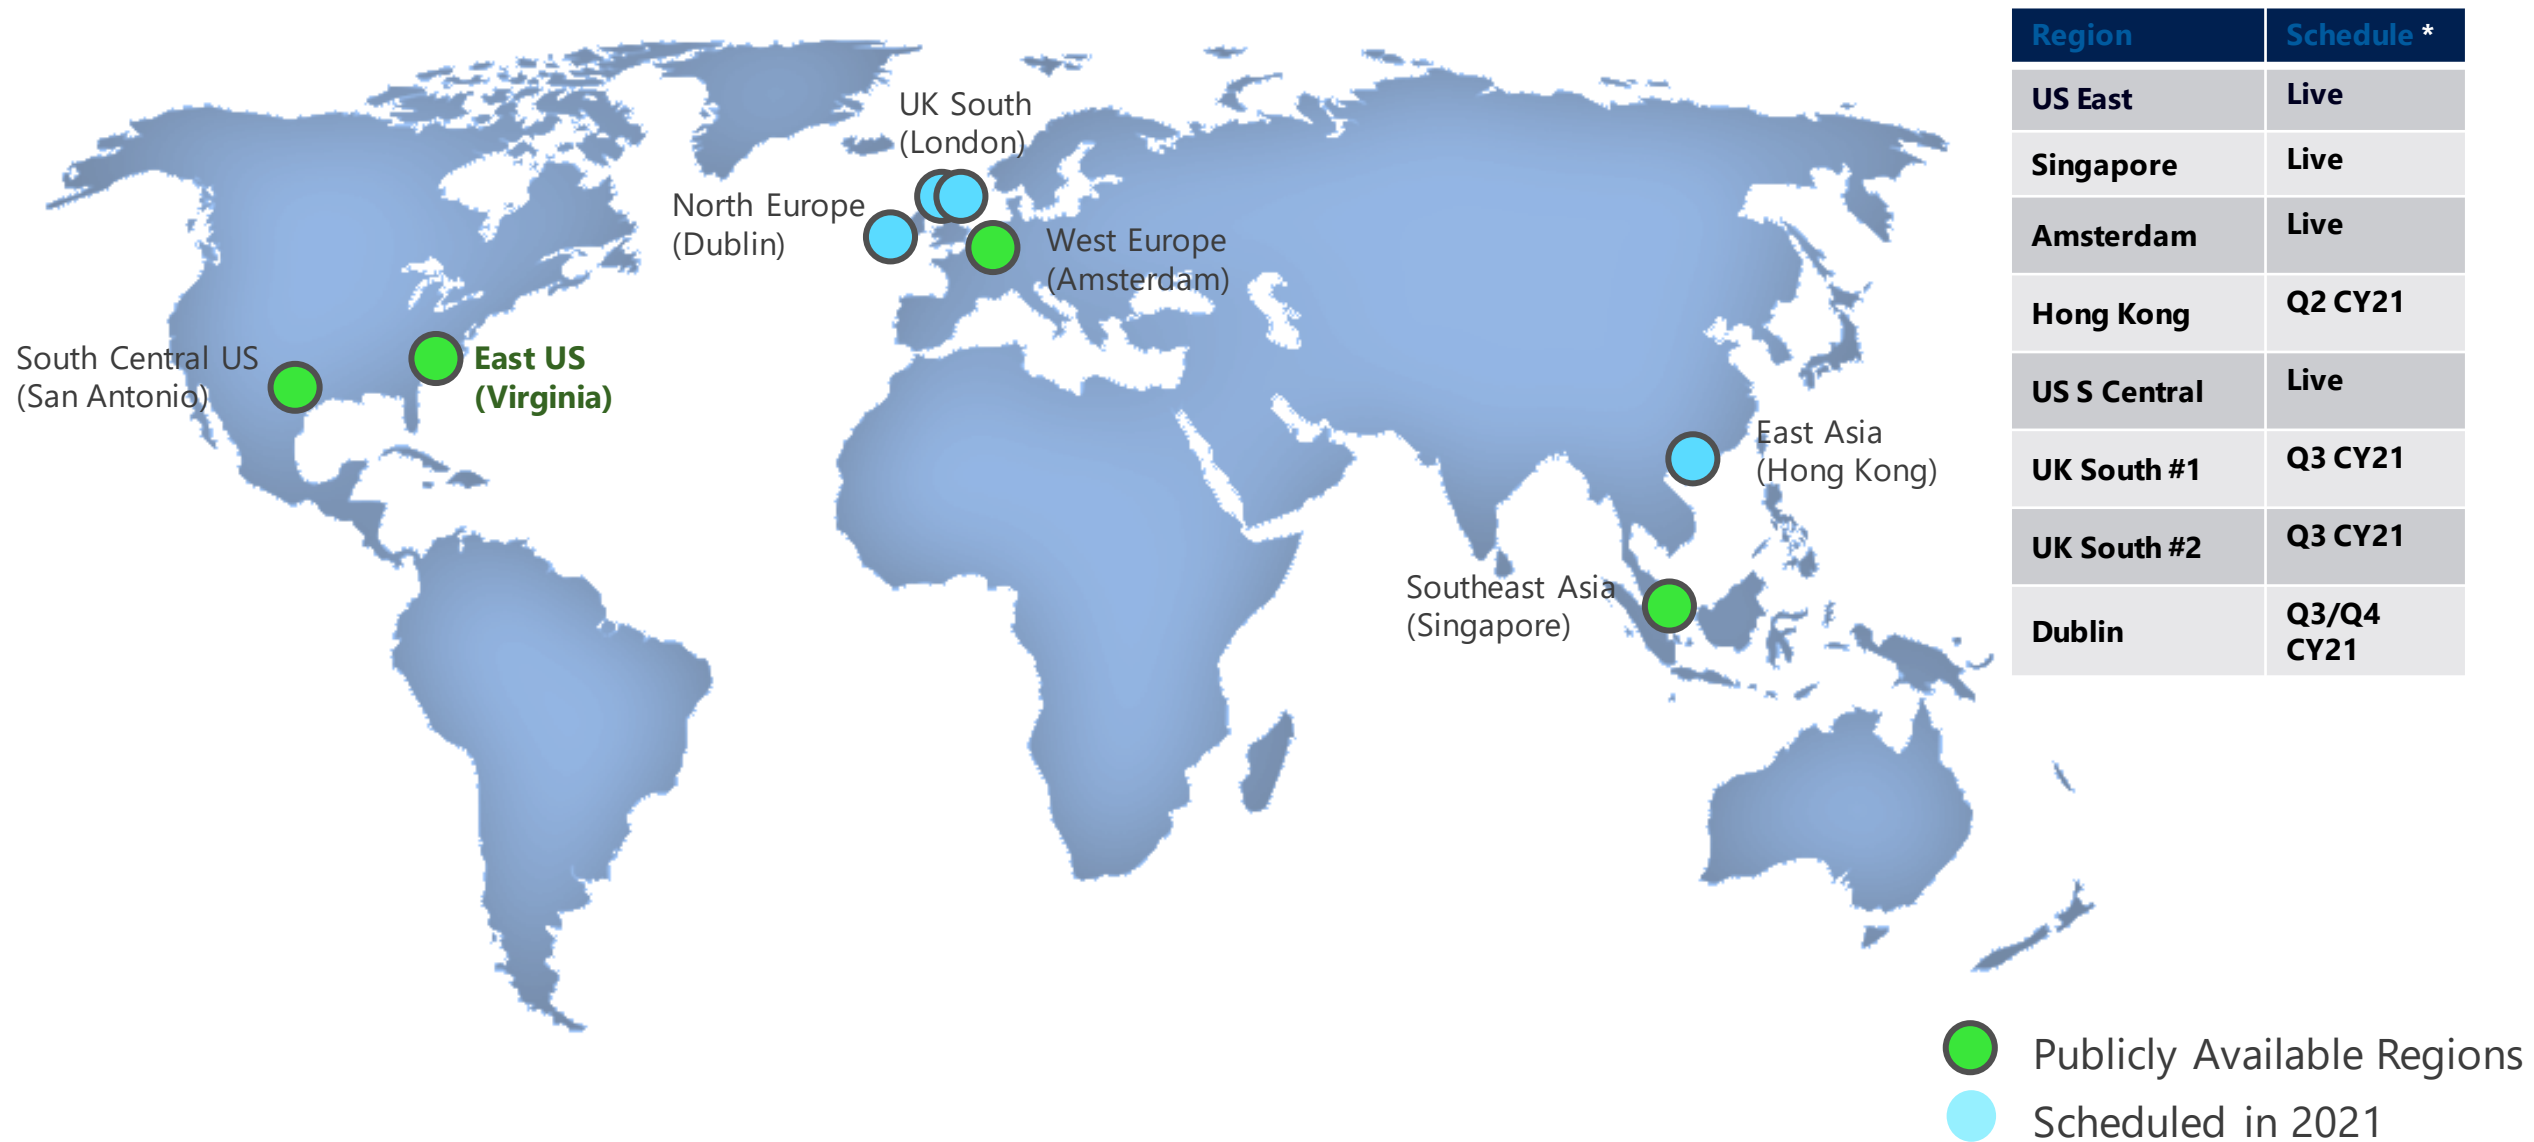 UK South
(London)
North Europe
(Dublin)
West Europe
(Amsterdam)
South Central US
(San Antonio)
East US
(Virginia)
East Asia
(Hong Kong)
Southeast Asia
(Singapore)
Region Schedule *
US East Live
Singapore Live
Amsterdam Live
Hong Kong Q2 CY21
US S Central Live
UK South #1 Q3 CY21
UK South #2 Q3 CY21
Dublin Q3/Q4
CY21
Publicly Available Regions
Scheduled in 2021